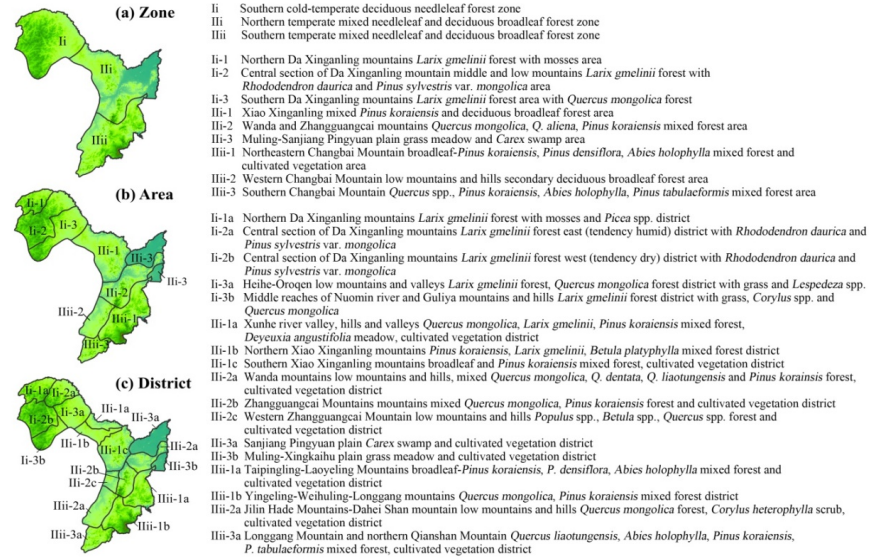 (a) Zone
Ii
IIi
IIii
Ii Southern cold-temperate deciduous needleleaf forest zone
IIi Northern temperate mixed needleleaf and deciduous broadleaf forest zone
IIii Southern temperate mixed needleleaf and deciduous broadleaf forest zone
Ii-1 Northern Da Xinganling mountains Larix gmelinii forest with mosses area
Ii-2 Central section of Da Xinganling mountain middle and low mountains Larix gmelinii forest with
Rhododendron daurica and Pinus sylvestris var. mongolica area
Ii-3 Southern Da Xinganling mountains Larix gmelinii forest area with Quercus mongolica forest
IIi-1 Xiao Xinganling mixed Pinus koraiensis and deciduous broadleaf forest area
IIi-2 Wanda and Zhangguangcai mountains Quercus mongolica, Q. aliena, Pinus koraiensis mixed forest area
IIi-3 Muling-Sanjiang Pingyuan plain grass meadow and Carex swamp area
IIii-1 Northeastern Changbai Mountain broadleaf-Pinus koraiensis, Pinus densiflora, Abies holophylla mixed forest and
cultivated vegetation area
IIii-2 Western Changbai Mountain low mountains and hills secondary deciduous broadleaf forest area
IIii-3 Southern Changbai Mountain Quercus spp., Pinus koraiensis, Abies holophylla, Pinus tabulaeformis mixed forest area
(b) Area
Ii-1
Ii-2
Ii-3
IIi-1
IIi-3
IIi-3
IIi-2
IIii-2
IIii-1
IIii-3
Ii-1a Northern Da Xinganling mountains Larix gmelinii forest with mosses and Picea spp. district
Ii-2a Central section of Da Xinganling mountains Larix gmelinii forest east (tendency humid) district with Rhododendron daurica and
Pinus sylvestris var. mongolica
Ii-2b Central section of Da Xinganling mountains Larix gmelinii forest west (tendency dry) district with Rhododendron daurica and
Pinus sylvestris var. mongolica
Ii-3a Heihe-Oroqen low mountains and valleys Larix gmelinii forest, Quercus mongolica forest district with grass and Lespedeza spp.
Ii-3b Middle reaches of Nuomin river and Guliya mountains and hills Larix gmelinii forest district with grass, Corylus spp. and
Quercus mongolica
IIi-1a Xunhe river valley, hills and valleys Quercus mongolica, Larix gmelinii, Pinus koraiensis mixed forest,
Deyeuxia angustifolia meadow, cultivated vegetation district
IIi-1b Northern Xiao Xinganling mountains Pinus koraiensis, Larix gmelinii, Betula platyphylla mixed forest district
IIi-1c Southern Xiao Xinganling mountains broadleaf and Pinus koraiensis mixed forest, cultivated vegetation district
IIi-2a Wanda mountains low mountains and hills, mixed Quercus mongolica, Q. dentata, Q. liaotungensis and Pinus korainsis forest,
cultivated vegetation district
IIi-2b Zhangguangcai Mountains mountains mixed Quercus mongolica, Pinus koraiensis forest and cultivated vegetation district
IIi-2c Western Zhangguangcai Mountain low mountains and hills Populus spp., Betula spp., Quercus spp. forest and
cultivated vegetation district
IIi-3a Sanjiang Pingyuan plain Carex swamp and cultivated vegetation district
IIi-3b Muling-Xingkaihu plain grass meadow and cultivated vegetation district
IIii-1a Taipingling-Laoyeling Mountains broadleaf-Pinus koraiensis, P. densiflora, Abies holophylla mixed forest and
cultivated vegetation district
IIii-1b Yingeling-Weihuling-Longgang mountains Quercus mongolica, Pinus koraiensis mixed forest district
IIii-2a Jilin Hade Mountains-Dahei Shan mountain low mountains and hills Quercus mongolica forest, Corylus heterophylla scrub,
cultivated vegetation district
IIii-3a Longgang Mountain and northern Qianshan Mountain Quercus liaotungensis, Abies holophylla, Pinus koraiensis,
P. tabulaeformis mixed forest, cultivated vegetation district
(c) District
Ii-1a
Ii-2a
Ii-2b
Ii-3a
IIi-1a
IIi-3a
Ii-3b
IIi-1b
IIi-1c
IIi-2a
IIi-3b
IIi-2b
IIi-2c
IIii-1a
IIii-2a
IIii-1b
IIii-3a